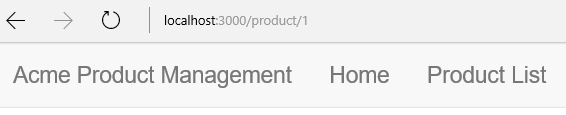 localhost:3000/product/1
Acme Product Management Home Product List